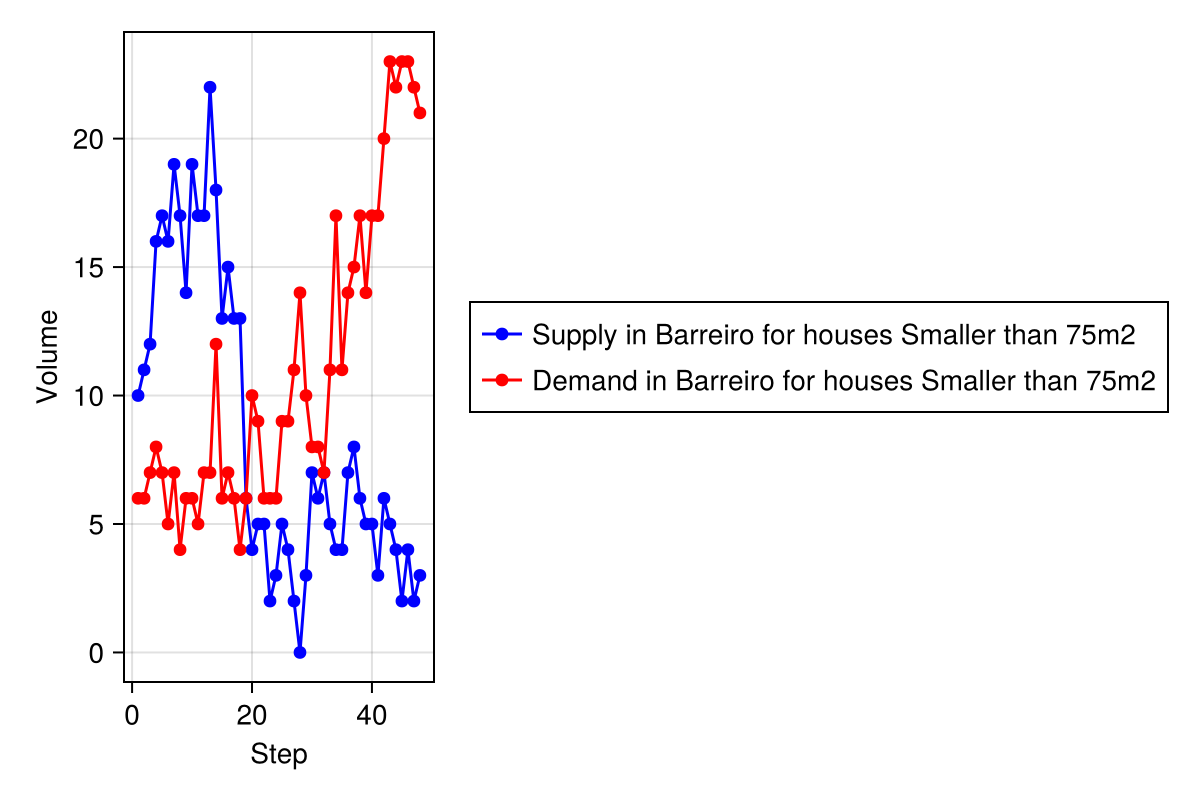 20
15
10
5
0
Volume
0 20 40
Step
Supply in Barreiro for houses Smaller than 75m2
Demand in Barreiro for houses Smaller than 75m2